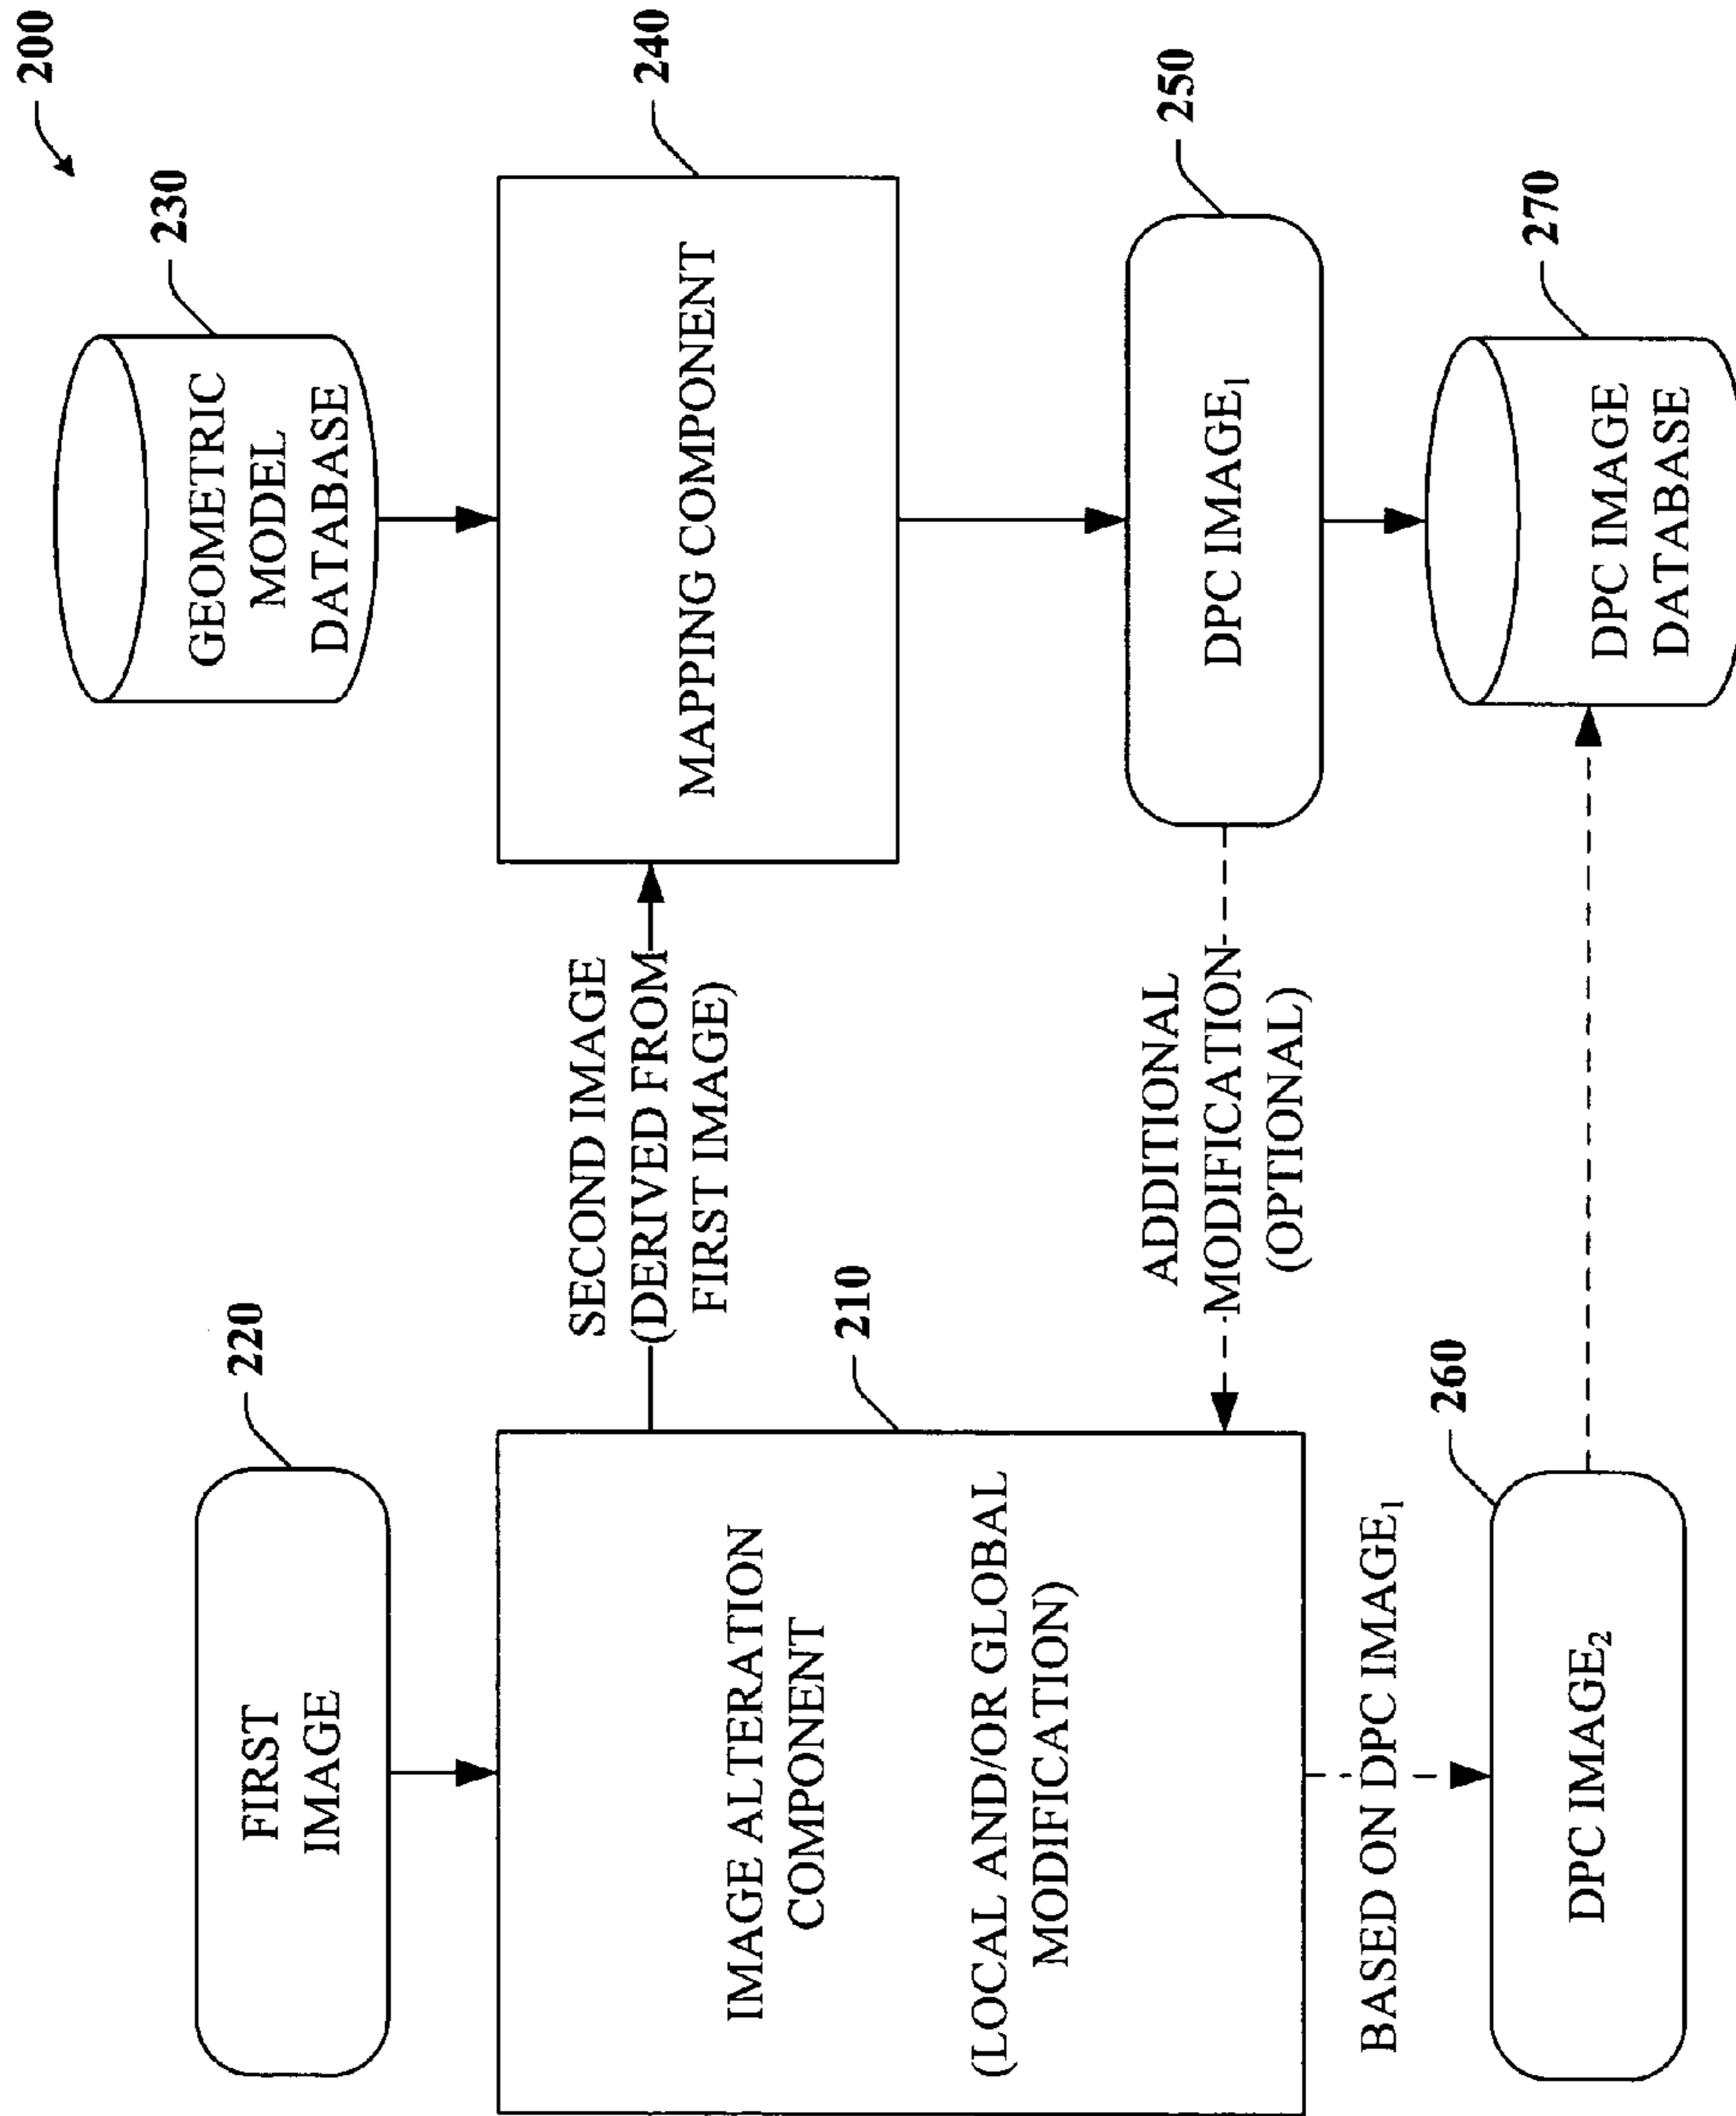 200
220
FIRST
IMAGE
230
GEOMETRIC
MODEL
DATABASE
IMAGE ALTERATION
COMPONENT
(LOCAL AND/OR GLOBAL
MODIFICATION)
210
SECOND IMAGE
(DERIVED FROM
FIRST IMAGE)
MAPPING COMPONENT
240
ADDITIONAL
MODIFICATION
(OPTIONAL)
DPC IMAGE₁
250
BASED ON DPC IMAGE₁
260
DPC IMAGE₂
DPC IMAGE
DATABASE
270